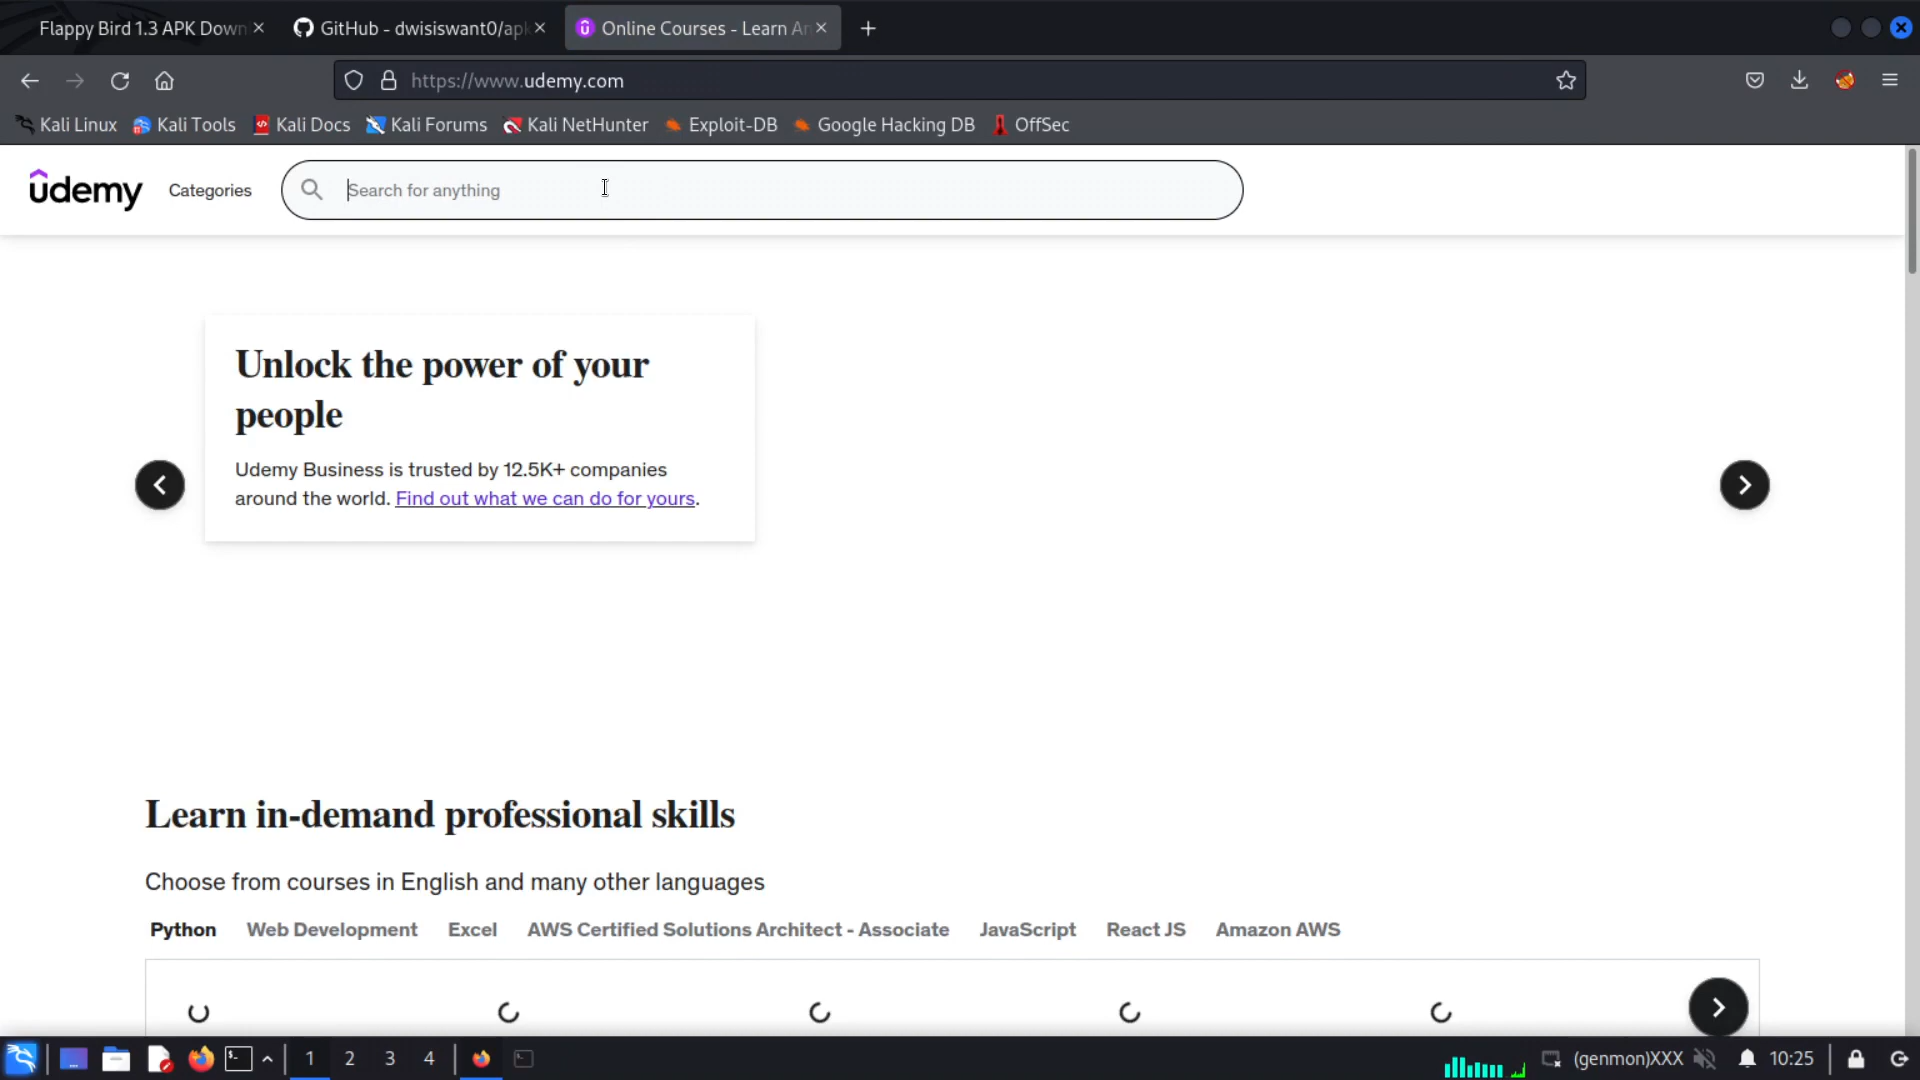 Flappy Bird 1.3 APK Down
GitHub - dwisiswant0/apk
Online Courses - Learn An
https://www.udemy.com
Kali Linux
Kali Tools
Kali Docs
Kali Forums
Kali NetHunter
Exploit-DB
Google Hacking DB
OffSec
udemy
Categories
Search for anything
Unlock the power of your
people
Udemy Business is trusted by 12.5K+ companies
around the world. Find out what we can do for yours.
Learn in-demand professional skills
Choose from courses in English and many other languages
Python
Web Development
Excel
AWS Certified Solutions Architect - Associate
JavaScript
React JS
Amazon AWS
1
2
3
4
(genmon)XXX
10:25